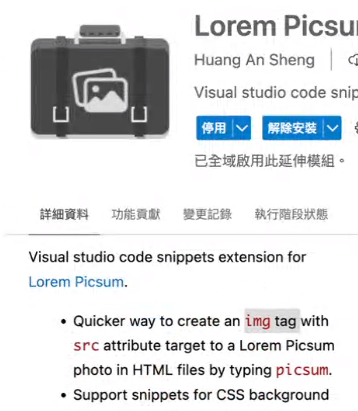 Lorem Picsu
Huang An Sheng
Visual studio code snip
停用 解除安裝
已全域啟用此延伸模組。
詳細資料 功能貢獻 變更記錄 執行階段狀態
Visual studio code snippets extension for
Lorem Picsum.
• Quicker way to create an img tag with
src attribute target to a Lorem Picsum
photo in HTML files by typing picsum.
• Support snippets for CSS background